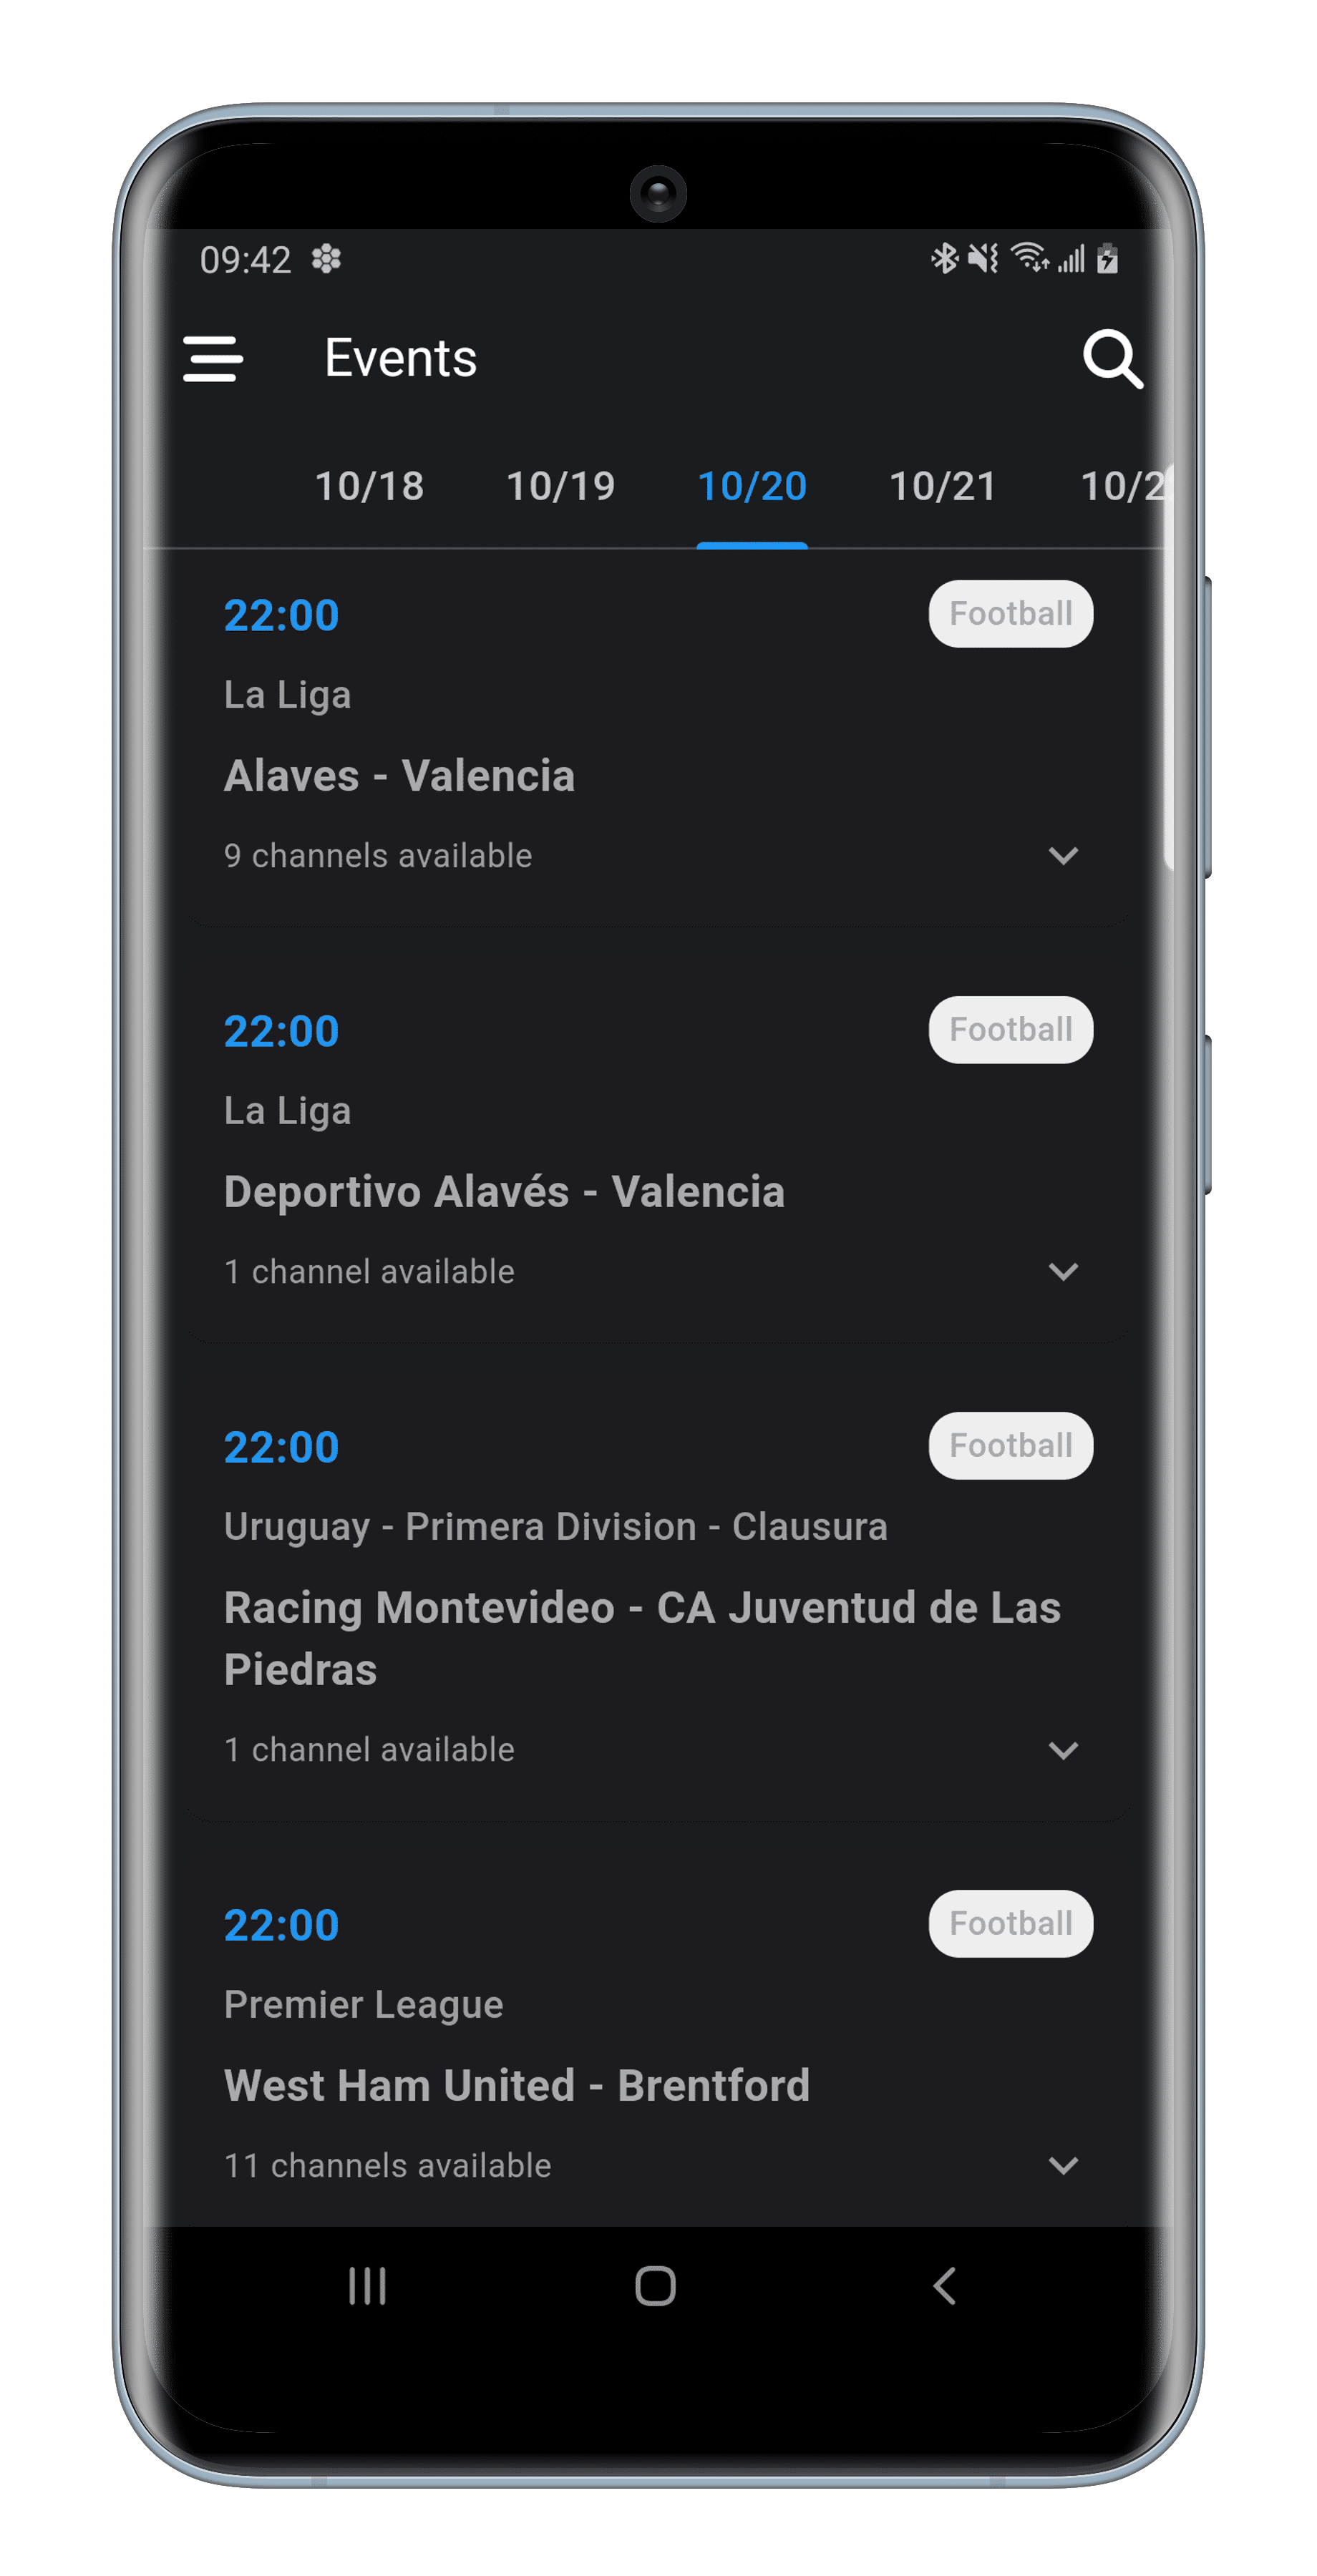 09:42
Events
10/18 10/19 10/20 10/21 10/2
22:00 Football
La Liga
Alaves - Valencia
9 channels available
22:00 Football
La Liga
Deportivo Alavés - Valencia
1 channel available
22:00 Football
Uruguay - Primera Division - Clausura
Racing Montevideo - CA Juventud de Las
Piedras
1 channel available
22:00 Football
Premier League
West Ham United - Brentford
11 channels available